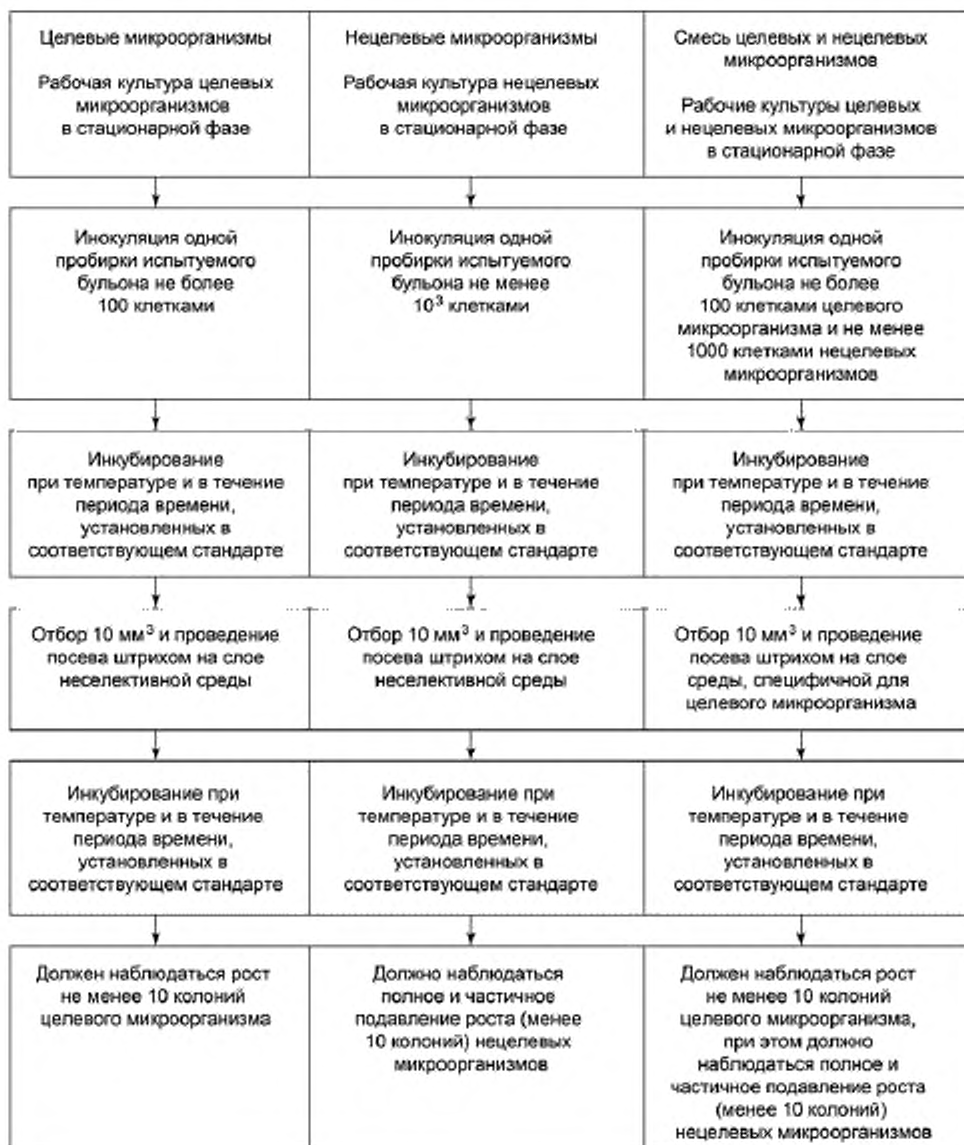 Целевые микроорганизмы
Рабочая культура целевых
микроорганизмов
в стационарной фазе
Нецелевые микроорганизмы
Рабочая культура нецелевых
микроорганизмов
в стационарной фазе
Смесь целевых и нецелевых
микроорганизмов
Рабочие культуры целевых
и нецелевых микроорганизмов
в стационарной фазе
Инокуляция одной
пробирки испытуемого
бульона не более
100 клетками
Инокуляция одной
пробирки испытуемого
бульона не менее
10³ клетками
Инокуляция одной
пробирки испытуемого
бульона не более
100 клетками целевого
микроорганизма и не менее
1000 клетками нецелевых
микроорганизмов
Инкубирование
при температуре и в течение
периода времени,
установленных в
соответствующем стандарте
Инкубирование
при температуре и в течение
периода времени,
установленных в
соответствующем стандарте
Инкубирование
при температуре и в течение
периода времени,
установленных в
соответствующем стандарте
Отбор 10 мм³ и проведение
посева штрихом на слое
неселективной среды
Отбор 10 мм³ и проведение
посева штрихом на слое
неселективной среды
Отбор 10 мм³ и проведение
посева штрихом на слое
среды, специфичной для
целевого микроорганизма
Инкубирование при
температуре и в течение
периода времени,
установленных в
соответствующем стандарте
Инкубирование при
температуре и в течение
периода времени,
установленных в
соответствующем стандарте
Инкубирование при
температуре и в течение
периода времени,
установленных в
соответствующем стандарте
Должен наблюдаться рост
не менее 10 колоний
целевого микроорганизма
Должно наблюдаться
полное и частичное
подавление роста (менее
10 колоний) нецелевых
микроорганизмов
Должен наблюдаться рост
не менее 10 колоний
целевого микроорганизма,
при этом должно
наблюдаться полное и
частичное подавление роста
(менее 10 колоний)
нецелевых микроорганизмов